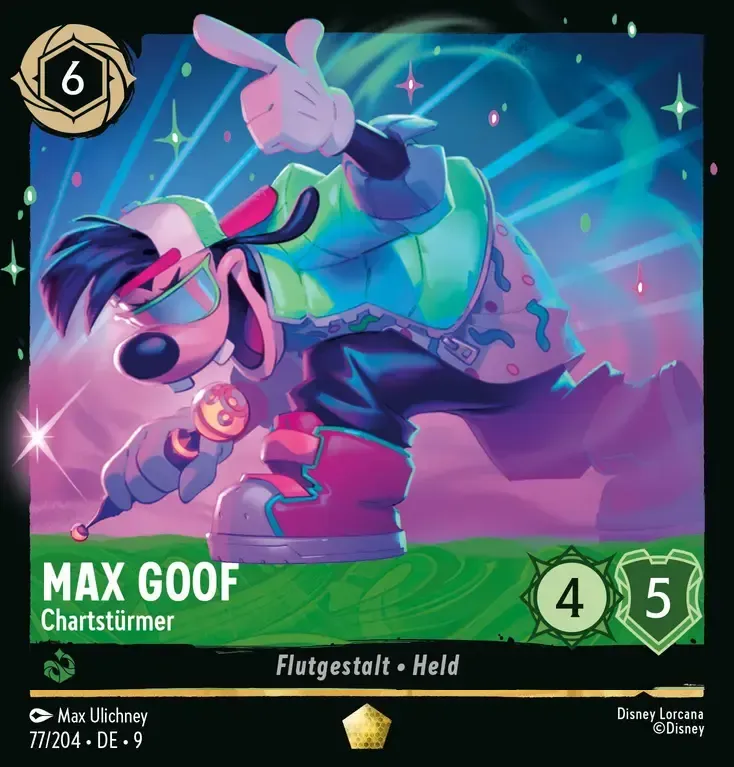 6
MAX GOOF
Chartstürmer
4
5
Flutgestalt • Held
Max Ulichney
77/204 • DE • 9
Disney Lorcana
©Disney